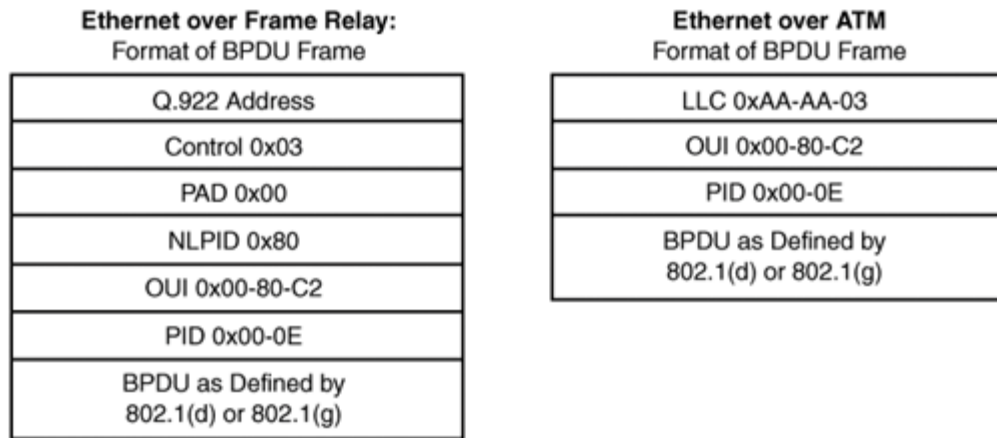 Ethernet over Frame Relay:
Format of BPDU Frame
Q.922 Address
Control 0x03
PAD 0x00
NLPID 0x80
OUI 0x00-80-C2
PID 0x00-0E
BPDU as Defined by
802.1(d) or 802.1(g)
Ethernet over ATM
Format of BPDU Frame
LLC 0xAA-AA-03
OUI 0x00-80-C2
PID 0x00-0E
BPDU as Defined by
802.1(d) or 802.1(g)